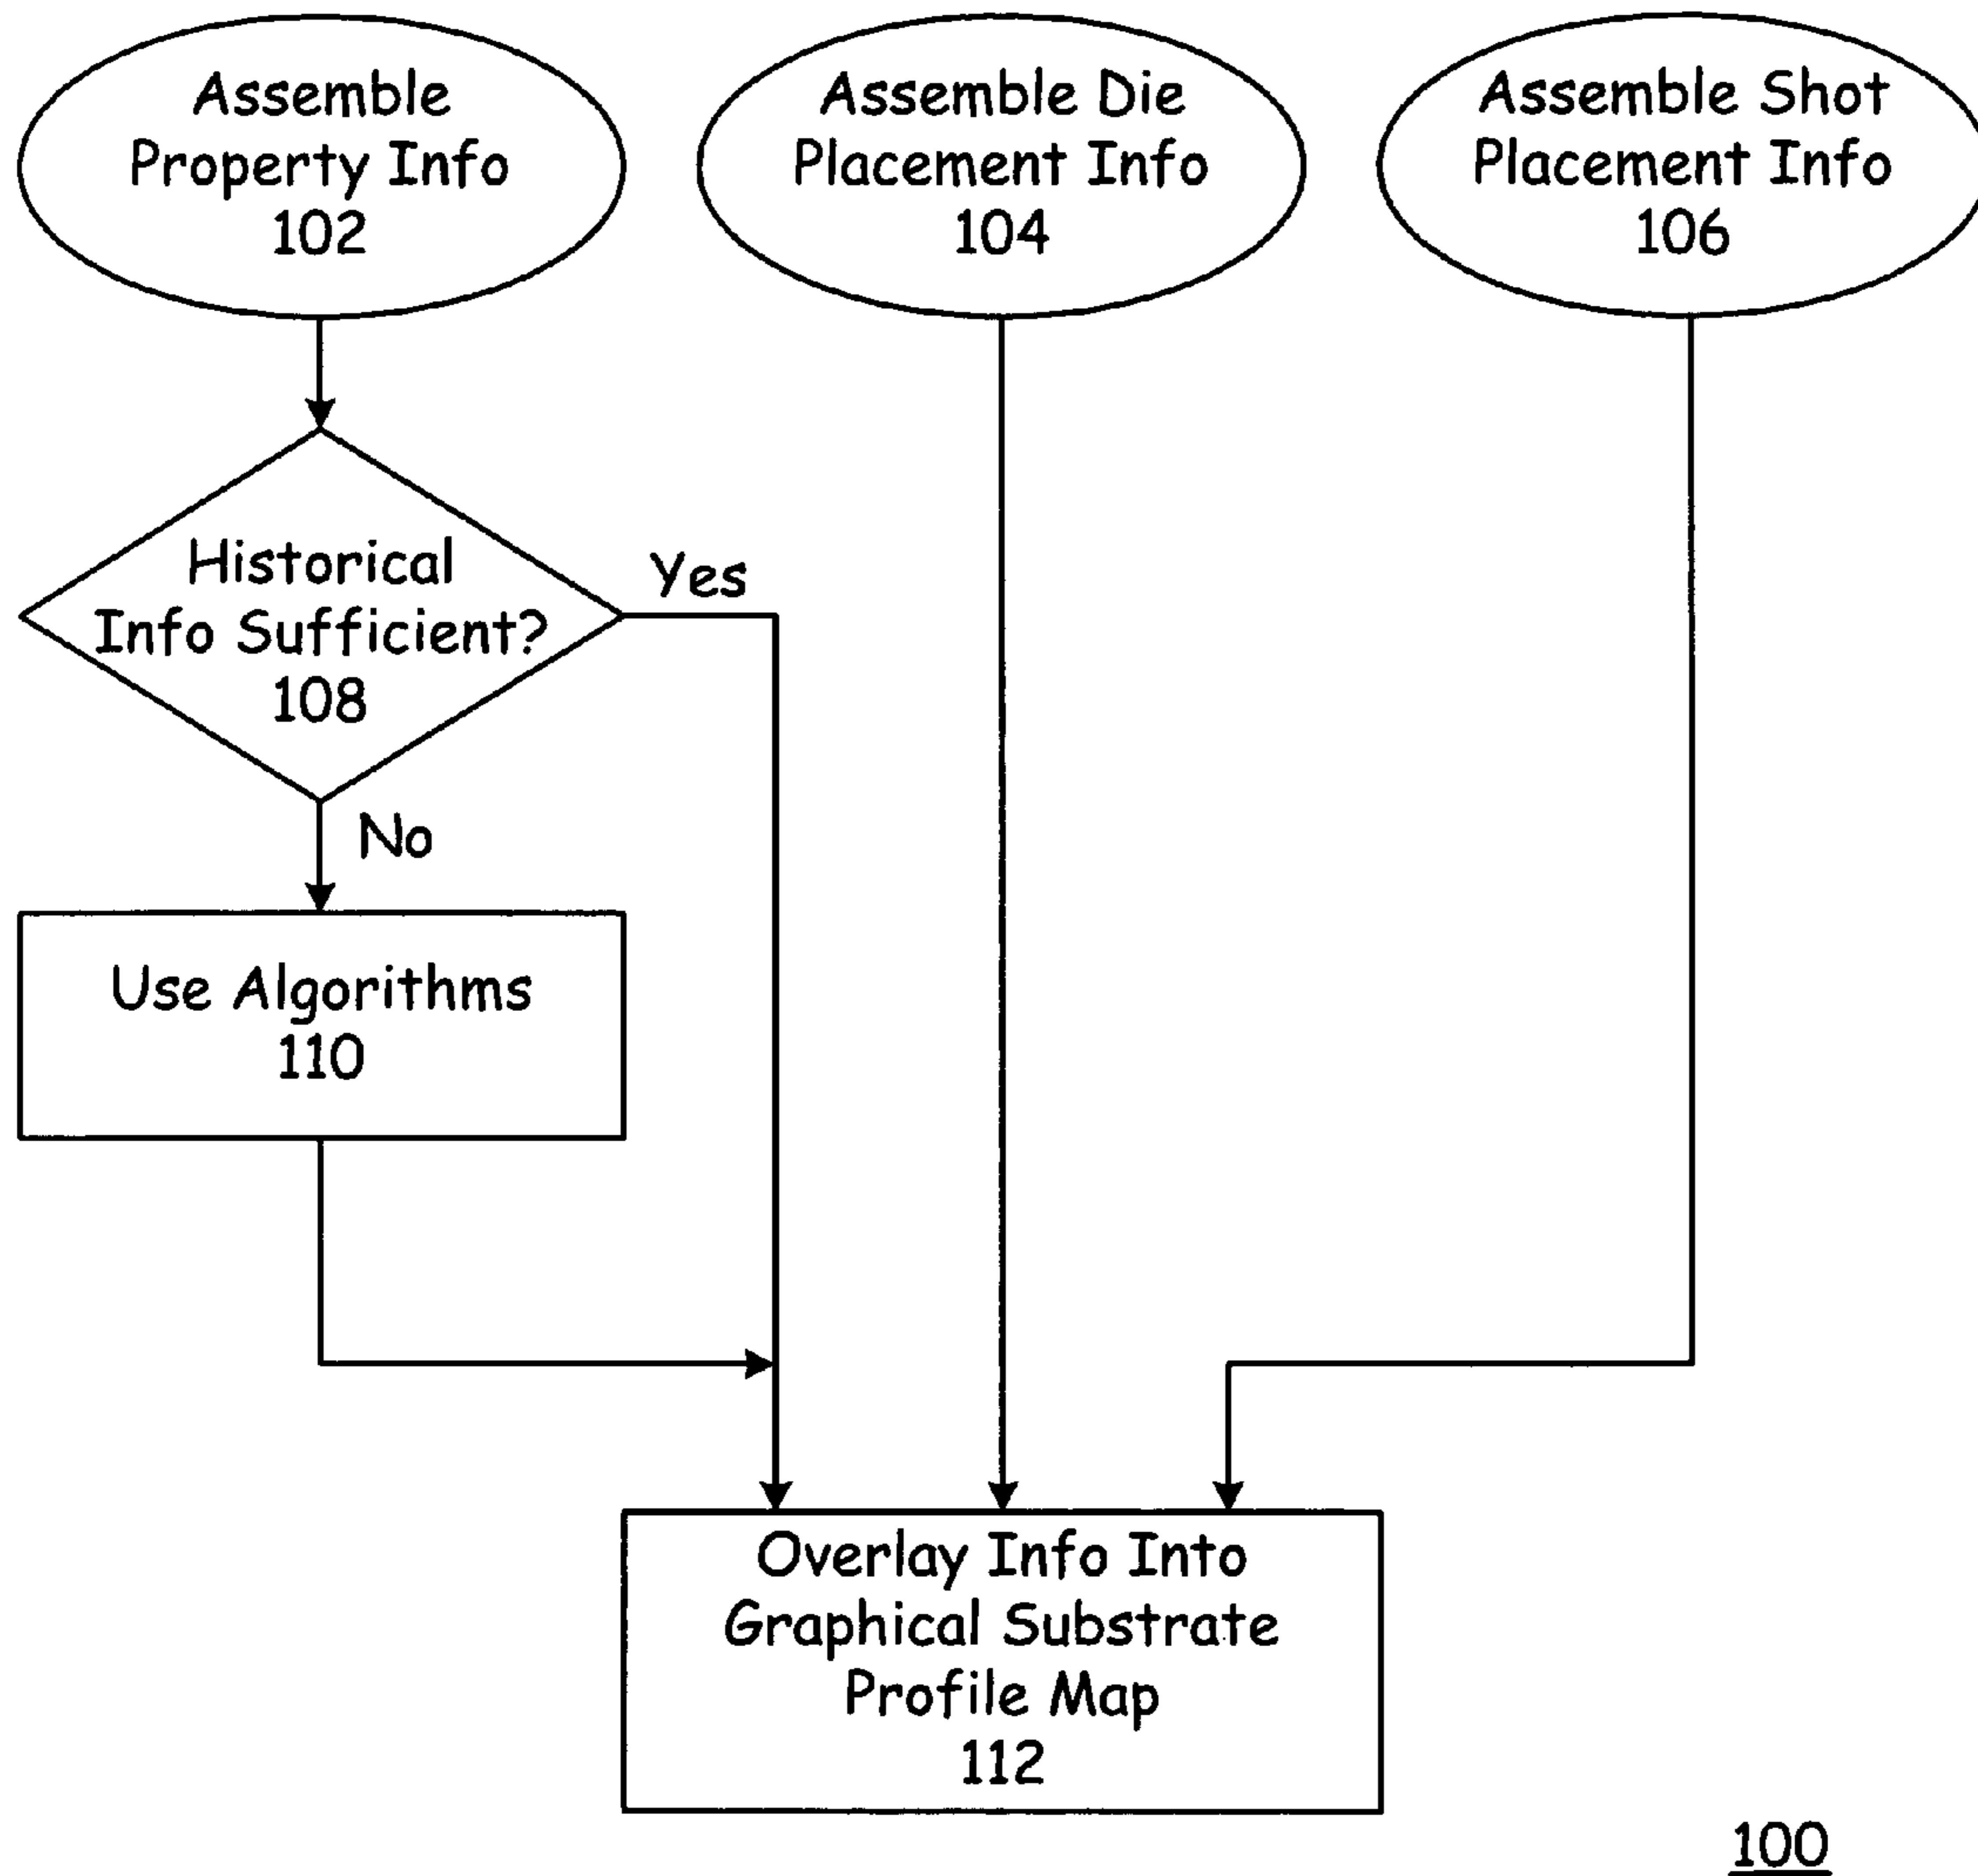 Assemble
Property Info
102
Assemble Die
Placement Info
104
Assemble Shot
Placement Info
106
Historical
Info Sufficient?
108
Yes
No
Use Algorithms
110
Overlay Info Into
Graphical Substrate
Profile Map
112
100